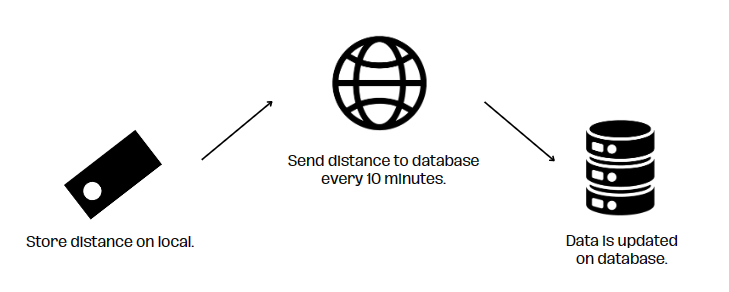 Send distance to database
every 10 minutes.
Store distance on local.
Data is updated
on database.